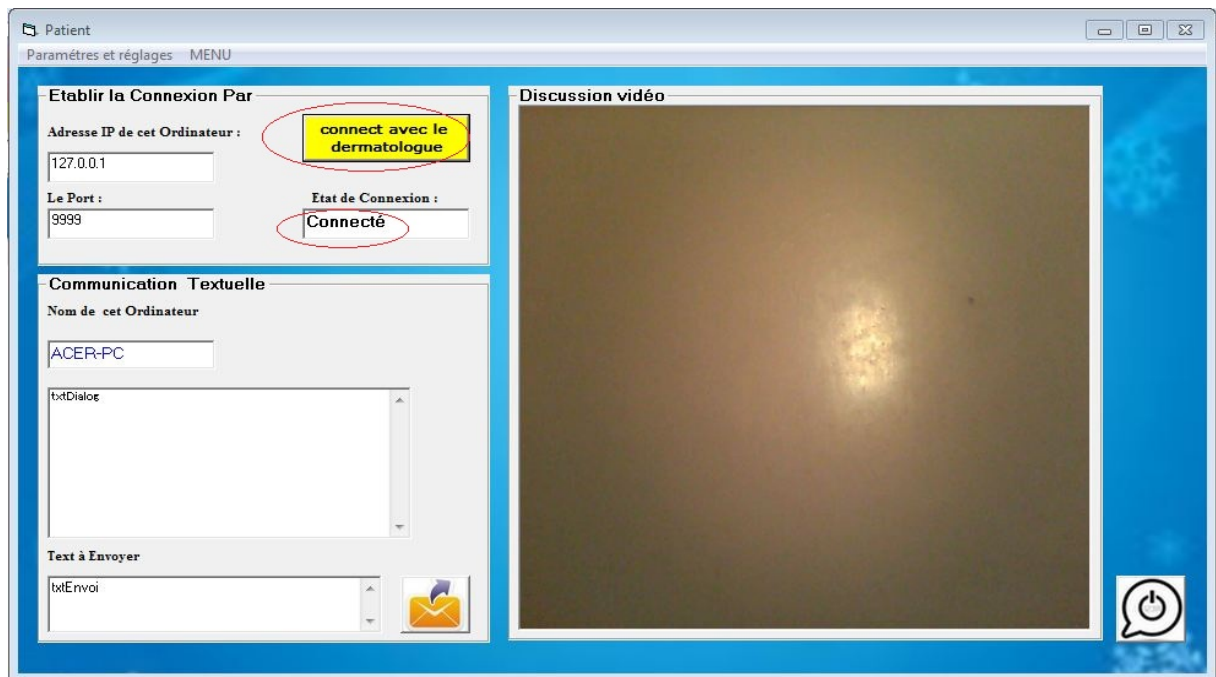 Patient
Paramétres et réglages MENU
Etablir la Connexion Par
Adresse IP de cet Ordinateur :
connect avec le
dermatologue
127.0.0.1
Le Port :
Etat de Connexion :
9999
Connecté
Communication Textuelle
Nom de cet Ordinateur
ACER-PC
txtDialog
Text à Envoyer
txtEnvoi
Discussion vidéo